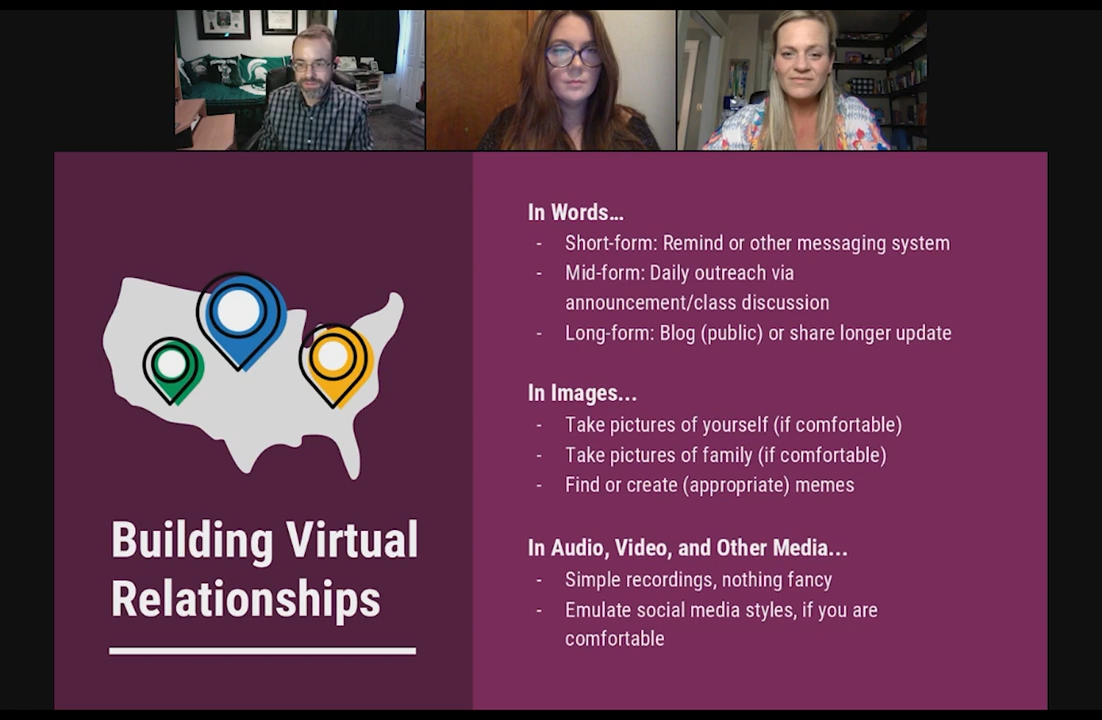 In Words...
- Short-form: Remind or other messaging system
- Mid-form: Daily outreach via
announcement/class discussion
- Long-form: Blog (public) or share longer update
In Images...
- Take pictures of yourself (if comfortable)
- Take pictures of family (if comfortable)
- Find or create (appropriate) memes
In Audio, Video, and Other Media...
- Simple recordings, nothing fancy
- Emulate social media styles, if you are
comfortable
Building Virtual
Relationships